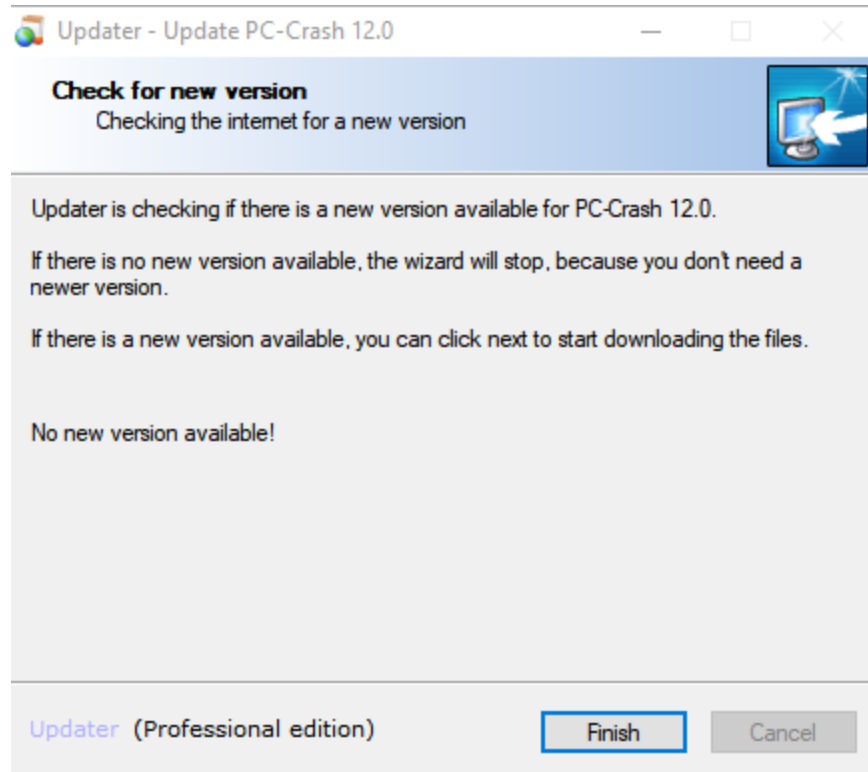 Updater - Update PC-Crash 12.0
Check for new version
Checking the internet for a new version
Updater is checking if there is a new version available for PC-Crash 12.0.
If there is no new version available, the wizard will stop, because you don't need a
newer version.
If there is a new version available, you can click next to start downloading the files.
No new version available!
Updater (Professional edition)
Finish
Cancel